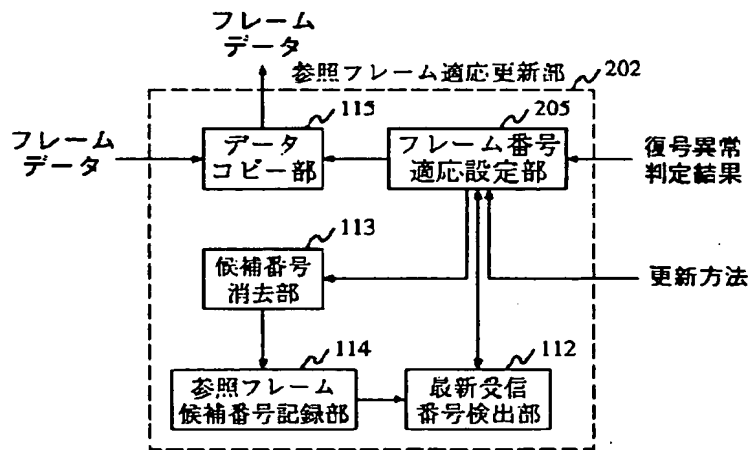 フレーム
データ
参照フレーム適応更新部
202
フレーム
データ
115
データ
コピー部
205
フレーム番号
適応設定部
復号異常
判定結果
113
候補番号
消去部
更新方法
114
参照フレーム
候補番号記録部
112
最新受信
番号検出部